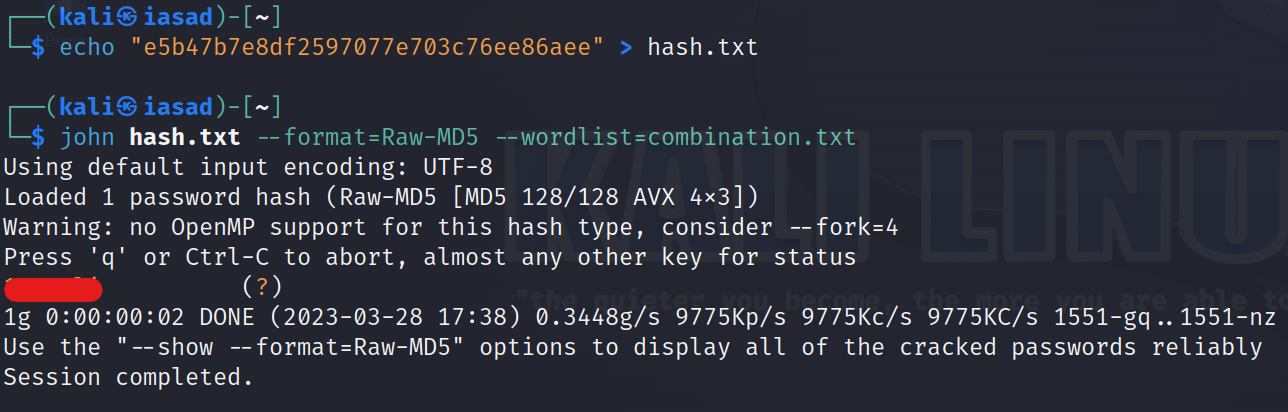 ┌──(kali㉿iasad)-[~]
└─$ echo "e5b47b7e8df2597077e703c76ee86aee" > hash.txt
┌──(kali㉿iasad)-[~]
└─$ john hash.txt --format=Raw-MD5 --wordlist=combination.txt
Using default input encoding: UTF-8
Loaded 1 password hash (Raw-MD5 [MD5 128/128 AVX 4×3])
Warning: no OpenMP support for this hash type, consider --fork=4
Press 'q' or Ctrl-C to abort, almost any other key for status
(?)
1g 0:00:00:02 DONE (2023-03-28 17:38) 0.3448g/s 9775Kp/s 9775Kc/s 9775KC/s 1551-gq..1551-nz
Use the "--show --format=Raw-MD5" options to display all of the cracked passwords reliably
Session completed.
KALI LINU
"the quieter you become, the more you are able to